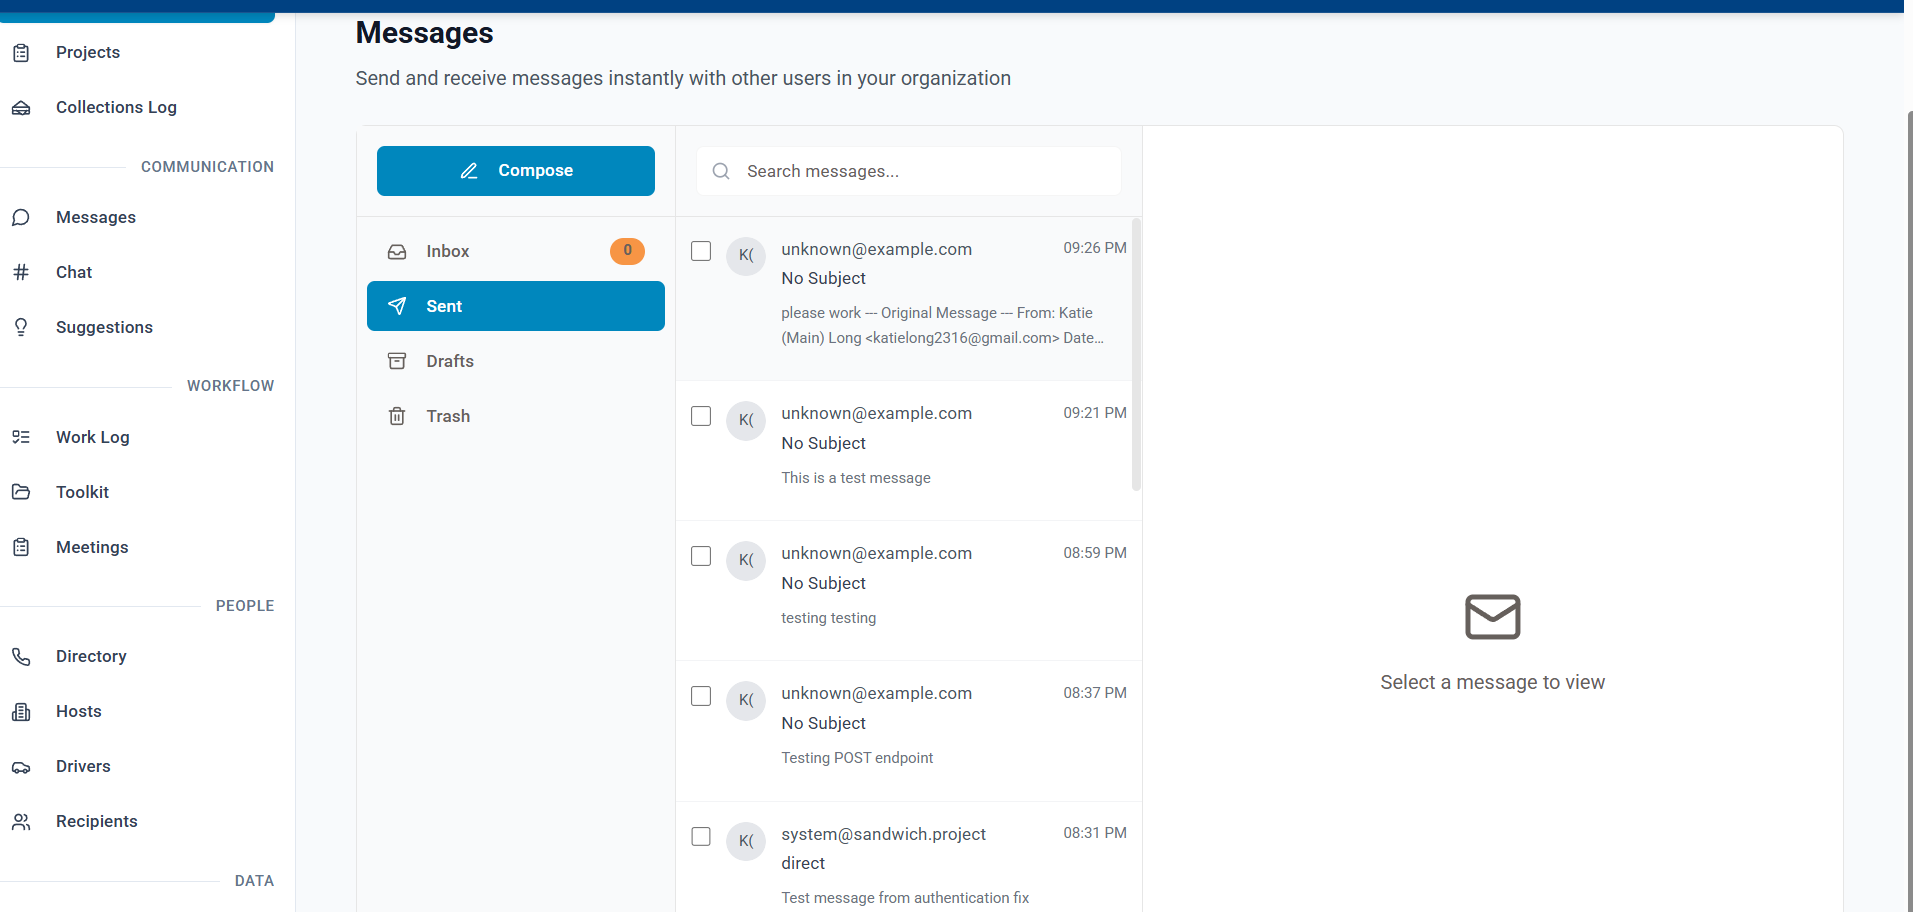 Projects
Collections Log
COMMUNICATION
Messages
Chat
Suggestions
WORKFLOW
Work Log
Toolkit
Meetings
PEOPLE
Directory
Hosts
Drivers
Recipients
DATA
Messages
Send and receive messages instantly with other users in your organization
Compose
Inbox 0
Sent
Drafts
Trash
Search messages...
K( unknown@example.com 09:26 PM
No Subject
please work --- Original Message --- From: Katie
(Main) Long <katielong2316@gmail.com> Date...
K( unknown@example.com 09:21 PM
No Subject
This is a test message
K( unknown@example.com 08:59 PM
No Subject
testing testing
K( unknown@example.com 08:37 PM
No Subject
Testing POST endpoint
K( system@sandwich.project 08:31 PM
direct
Test message from authentication fix
Select a message to view